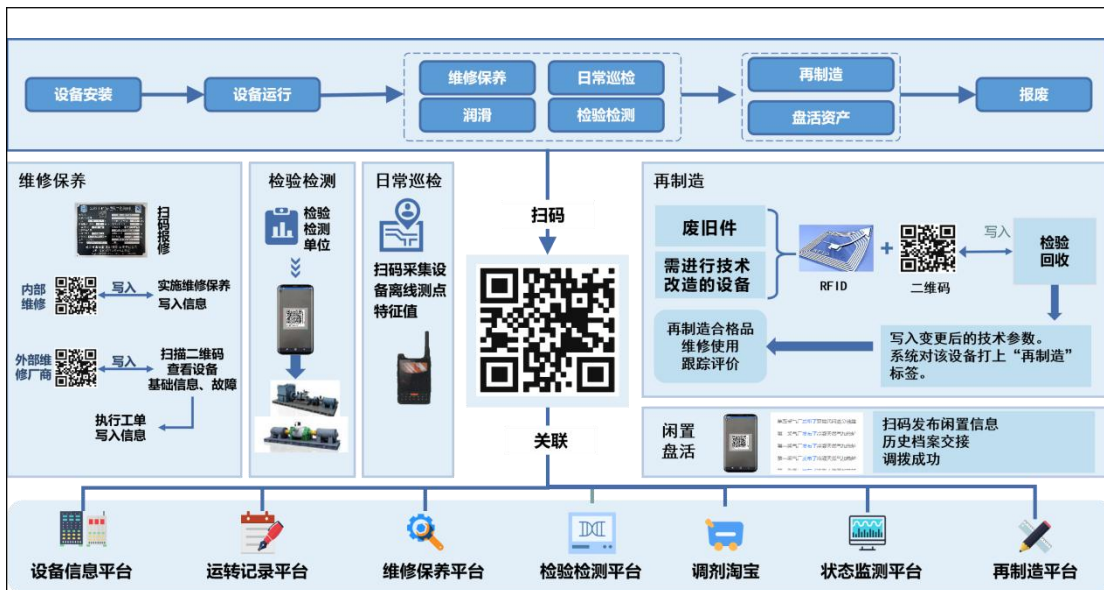 设备安装
设备运行
维修保养
日常巡检
润滑
检验检测
再制造
盘活资产
报废
维修保养
扫码报修
内部
维修
写入
实施维修保养
写入信息
外部维
修厂商
写入
扫描二维码
查看设备
基础信息、故障
执行工单
写入信息
检验检测
检验
检测
单位
日常巡检
扫码采集设
备离线测点
特征值
扫码
关联
再制造
废旧件
需进行技术
改造的设备
RFID
+
二维码
写入
检验
回收
写入变更后的技术参数。
系统对该设备打上“再制造”
标签。
再制造合格品
维修使用
跟踪评价
闲置
盘活
扫码发布闲置信息
历史档案交接
调拨成功
设备信息平台
运转记录平台
维修保养平台
检验检测平台
调剂淘宝
状态监测平台
再制造平台